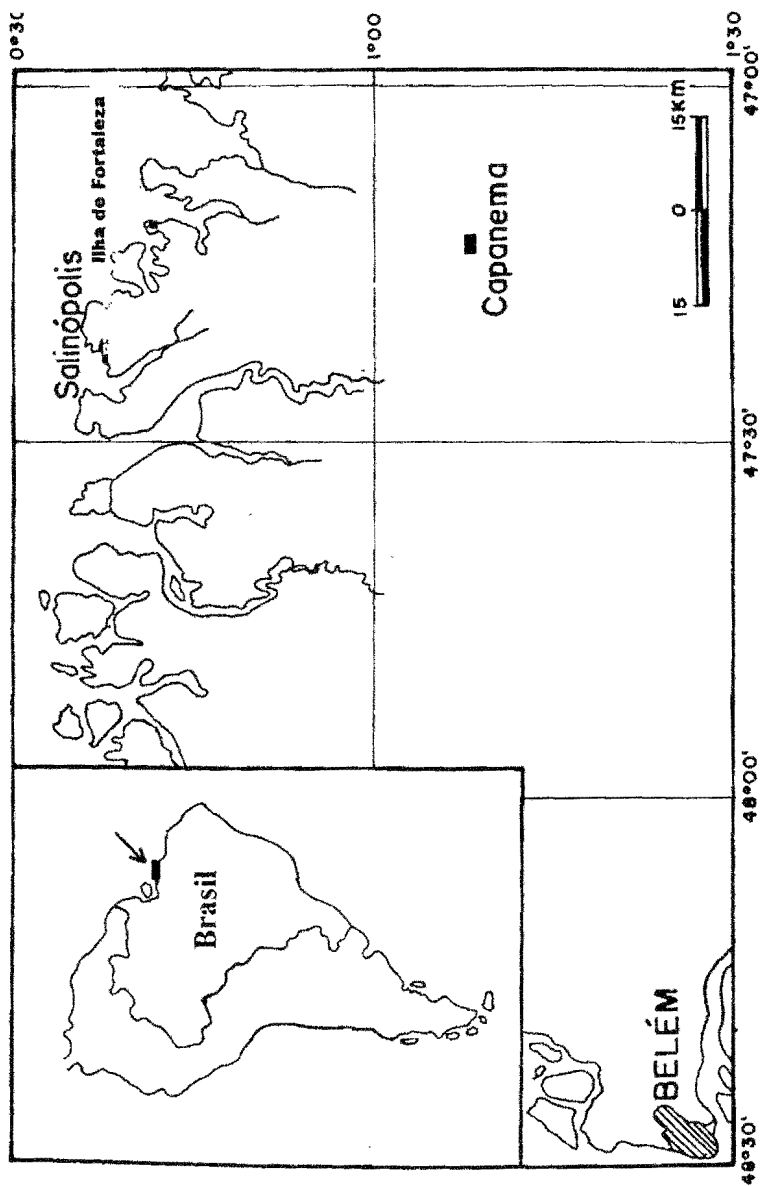 Salinópolis
Ilha de Fortaleza
Capanema
Brasil
BELÉM
15 0 15Km
0°30
1°00
1°30
48°30'
48°00'
47°30'
47°00'